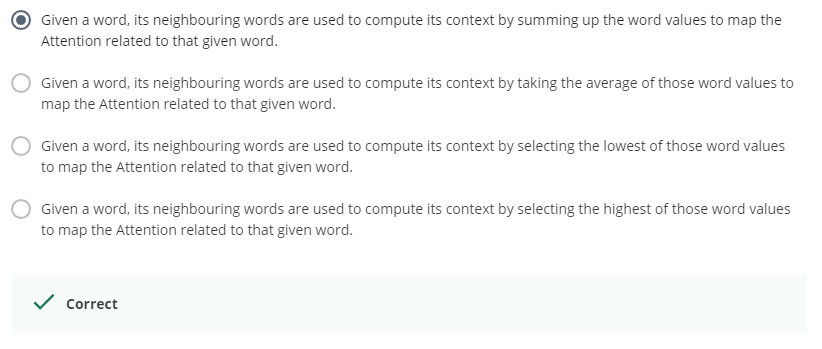 Given a word, its neighbouring words are used to compute its context by summing up the word values to map the
Attention related to that given word.
Given a word, its neighbouring words are used to compute its context by taking the average of those word values to
map the Attention related to that given word.
Given a word, its neighbouring words are used to compute its context by selecting the lowest of those word values
to map the Attention related to that given word.
Given a word, its neighbouring words are used to compute its context by selecting the highest of those word values
to map the Attention related to that given word.
Correct